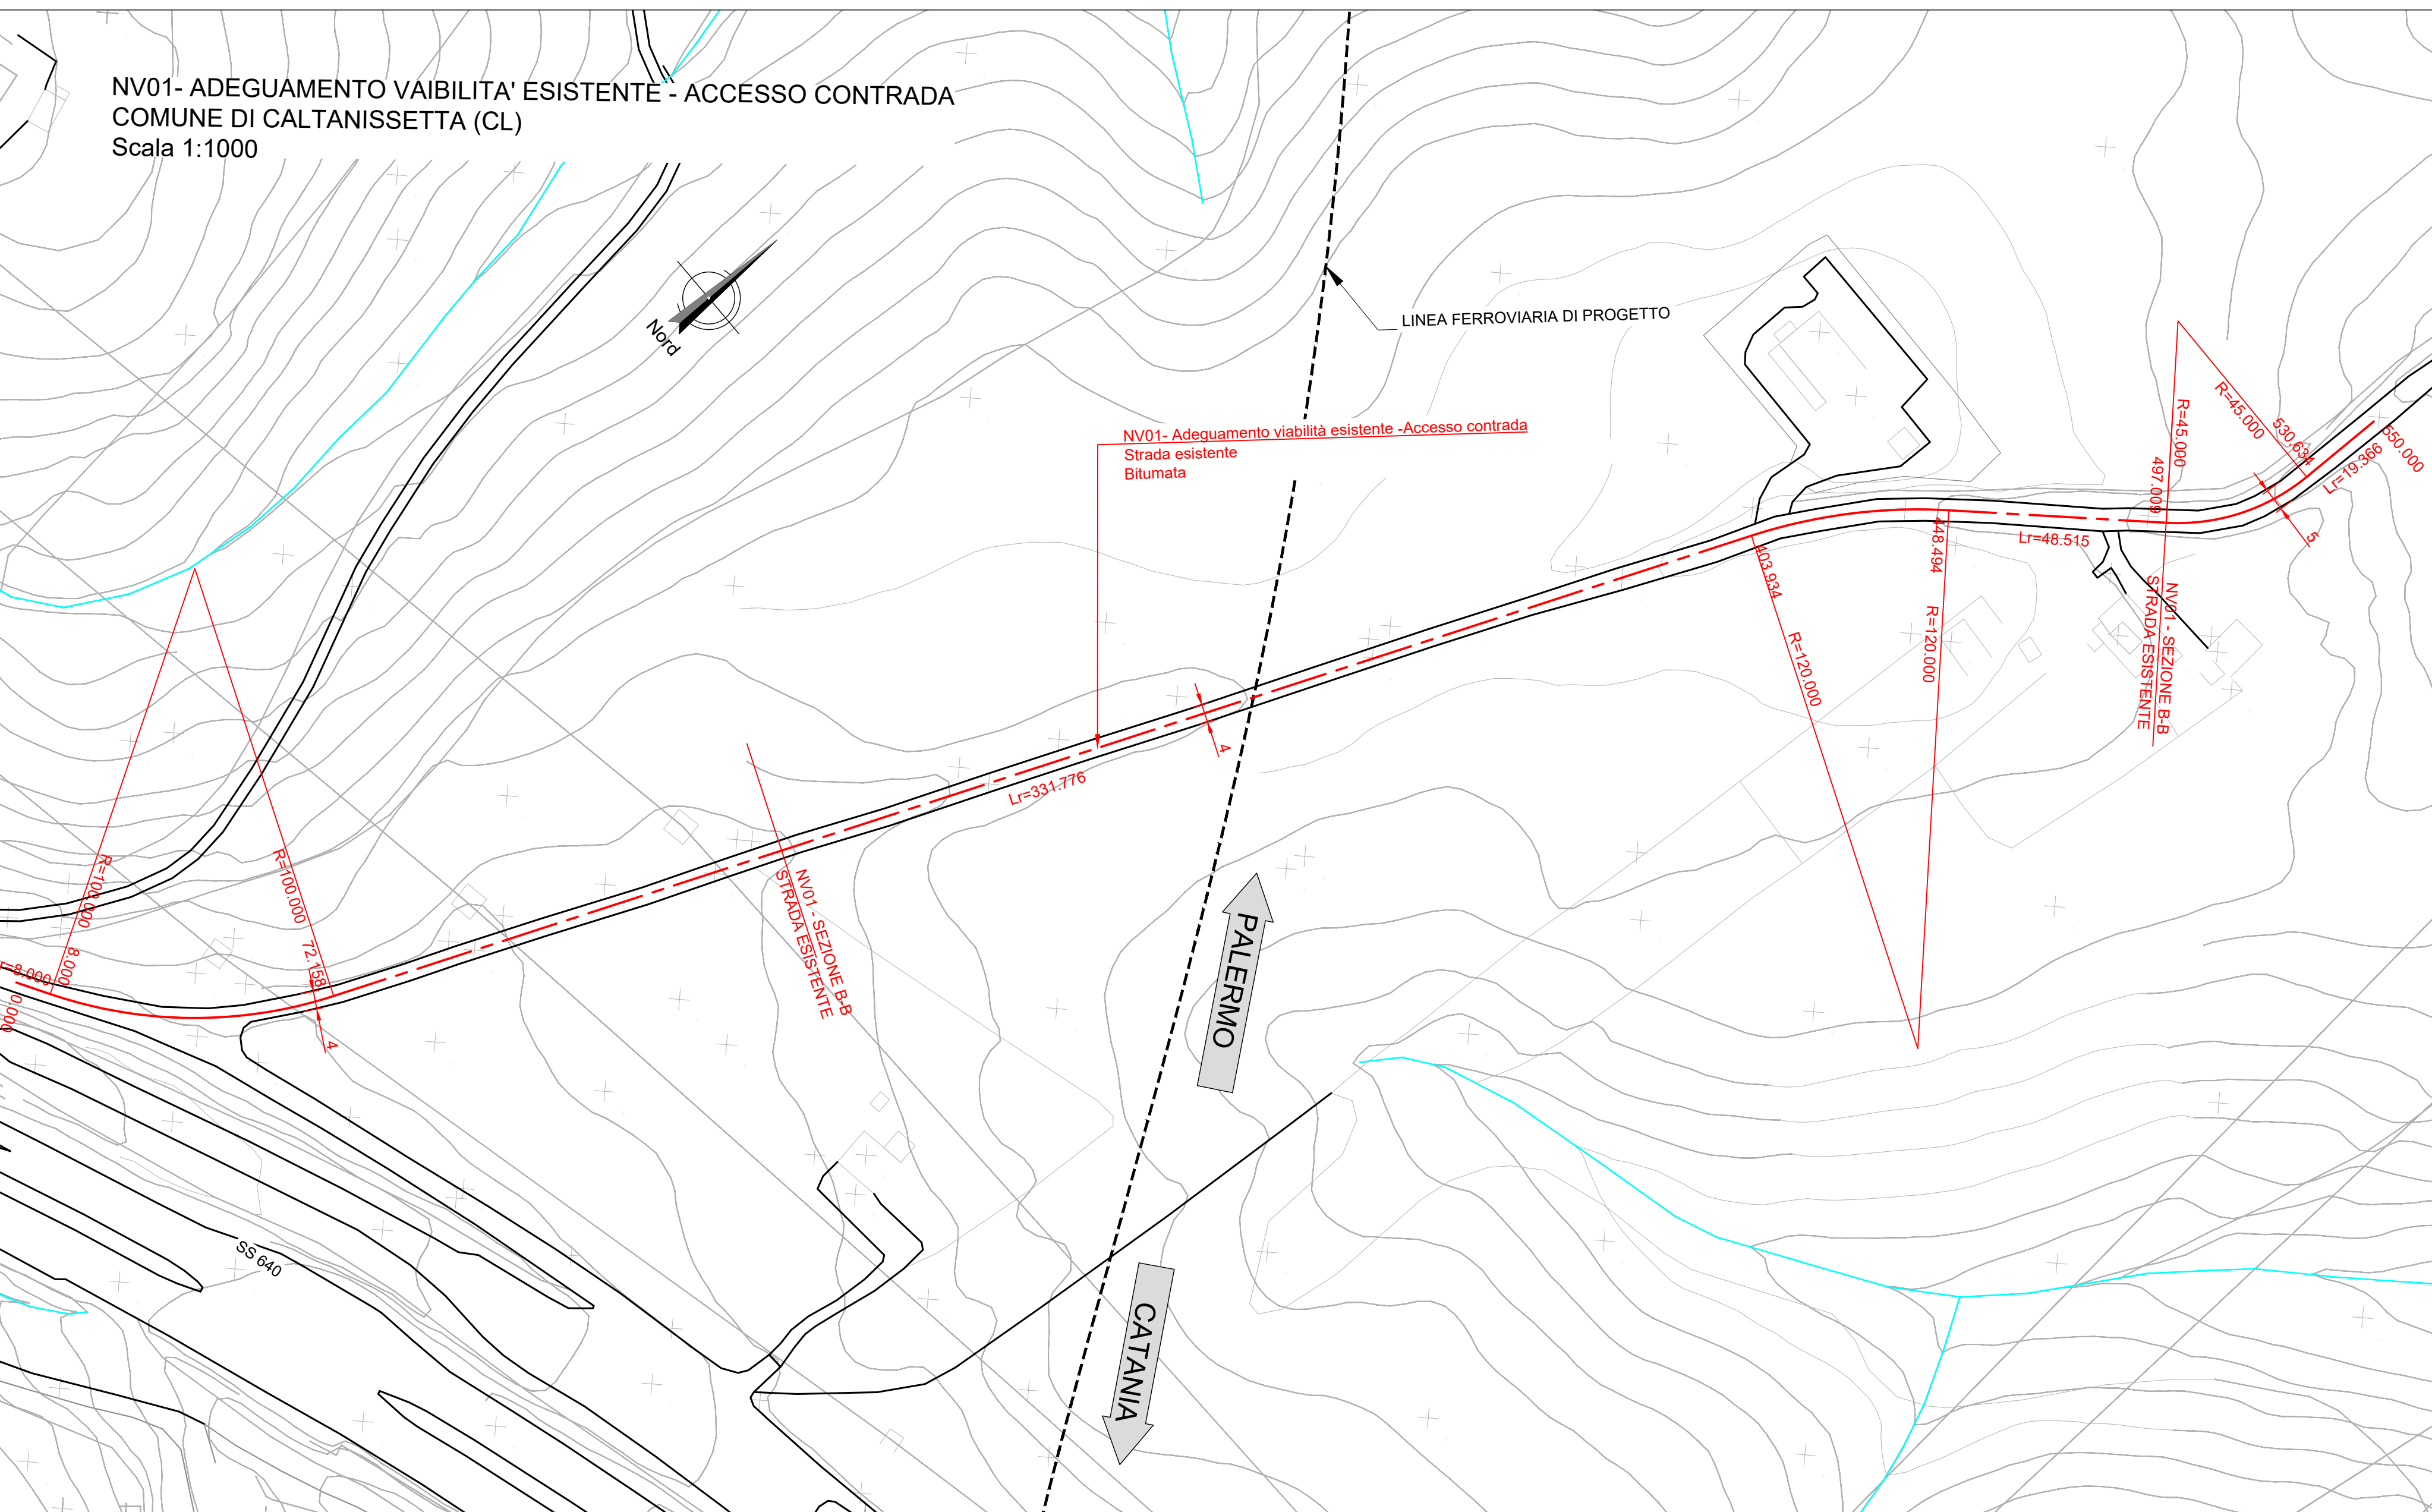 NV01- ADEGUAMENTO VAIBILITA' ESISTENTE - ACCESSO CONTRADA
COMUNE DI CALTANISSETTA (CL)
Scala 1:1000
Nord
LINEA FERROVIARIA DI PROGETTO
NV01- Adeguamento viabilità esistente -Accesso contrada
Strada esistente
Bitumata
R=45.000
R=45.000
530.634
550.000
Lr=19.366
497.009
5
Lr=48.515
448.494
403.934
R=120.000
R=120.000
NV01 - SEZIONE B-B
STRADA ESISTENTE
4
Lr=331.776
NV01 - SEZIONE B-B
STRADA ESISTENTE
R=100.000
R=100.000
72.158
8.000
=8.000
0.000
4
PALERMO
CATANIA
SS 640